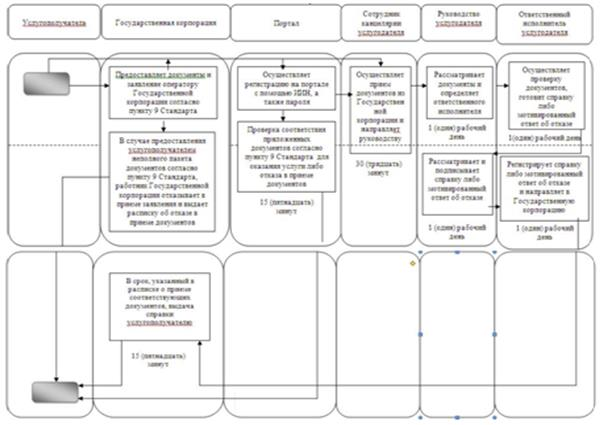 Услугополучатель
Государственная корпорация
Портал
Сотрудник
канцелярии
услугодателя
Руководство
услугодателя
Ответственный
исполнитель
услугодателя
Предоставляет документы и
заявление оператору
Государственной
корпорации согласно
пункту 9 Стандарта
Осуществляет
регистрацию на портале
с помощью ИИН, а
также пароля
Осуществляет
прием
документов из
Государствен
ной
корпорации и
направляет
руководству
Рассматривает
документы и
определяет
ответственного
исполнителя
1 (один) рабочий
день
Осуществляет
проверку
документов,
готовит справку
либо
мотивированный
ответ об отказе
1(один) рабочий день
В случае предоставления
услугополучателем
неполного пакета
документов согласно
пункту 9 Стандарта,
работник Государственной
корпорации отказывает в
приеме заявления и выдает
расписку об отказе в
приеме документов
Проверка соответствия
приложенных
документов согласно
пункту 9 Стандарта для
оказания услуги либо
отказа в приеме
документов
15 (пятнадцать)
минут
30 (тридцать)
минут
Рассматривает и
подписывает
справку либо
мотивированный
ответ об отказе
1 (один) рабочий
день
Регистрирует справку
либо мотивированный
ответ об отказе и
направляет в
Государственную
корпорацию
1 (один) рабочий
день
В срок, указанный в
расписке о приеме
соответствующих
документов, выдача
справки
услугополучателю
15 (пятнадцать)
минут